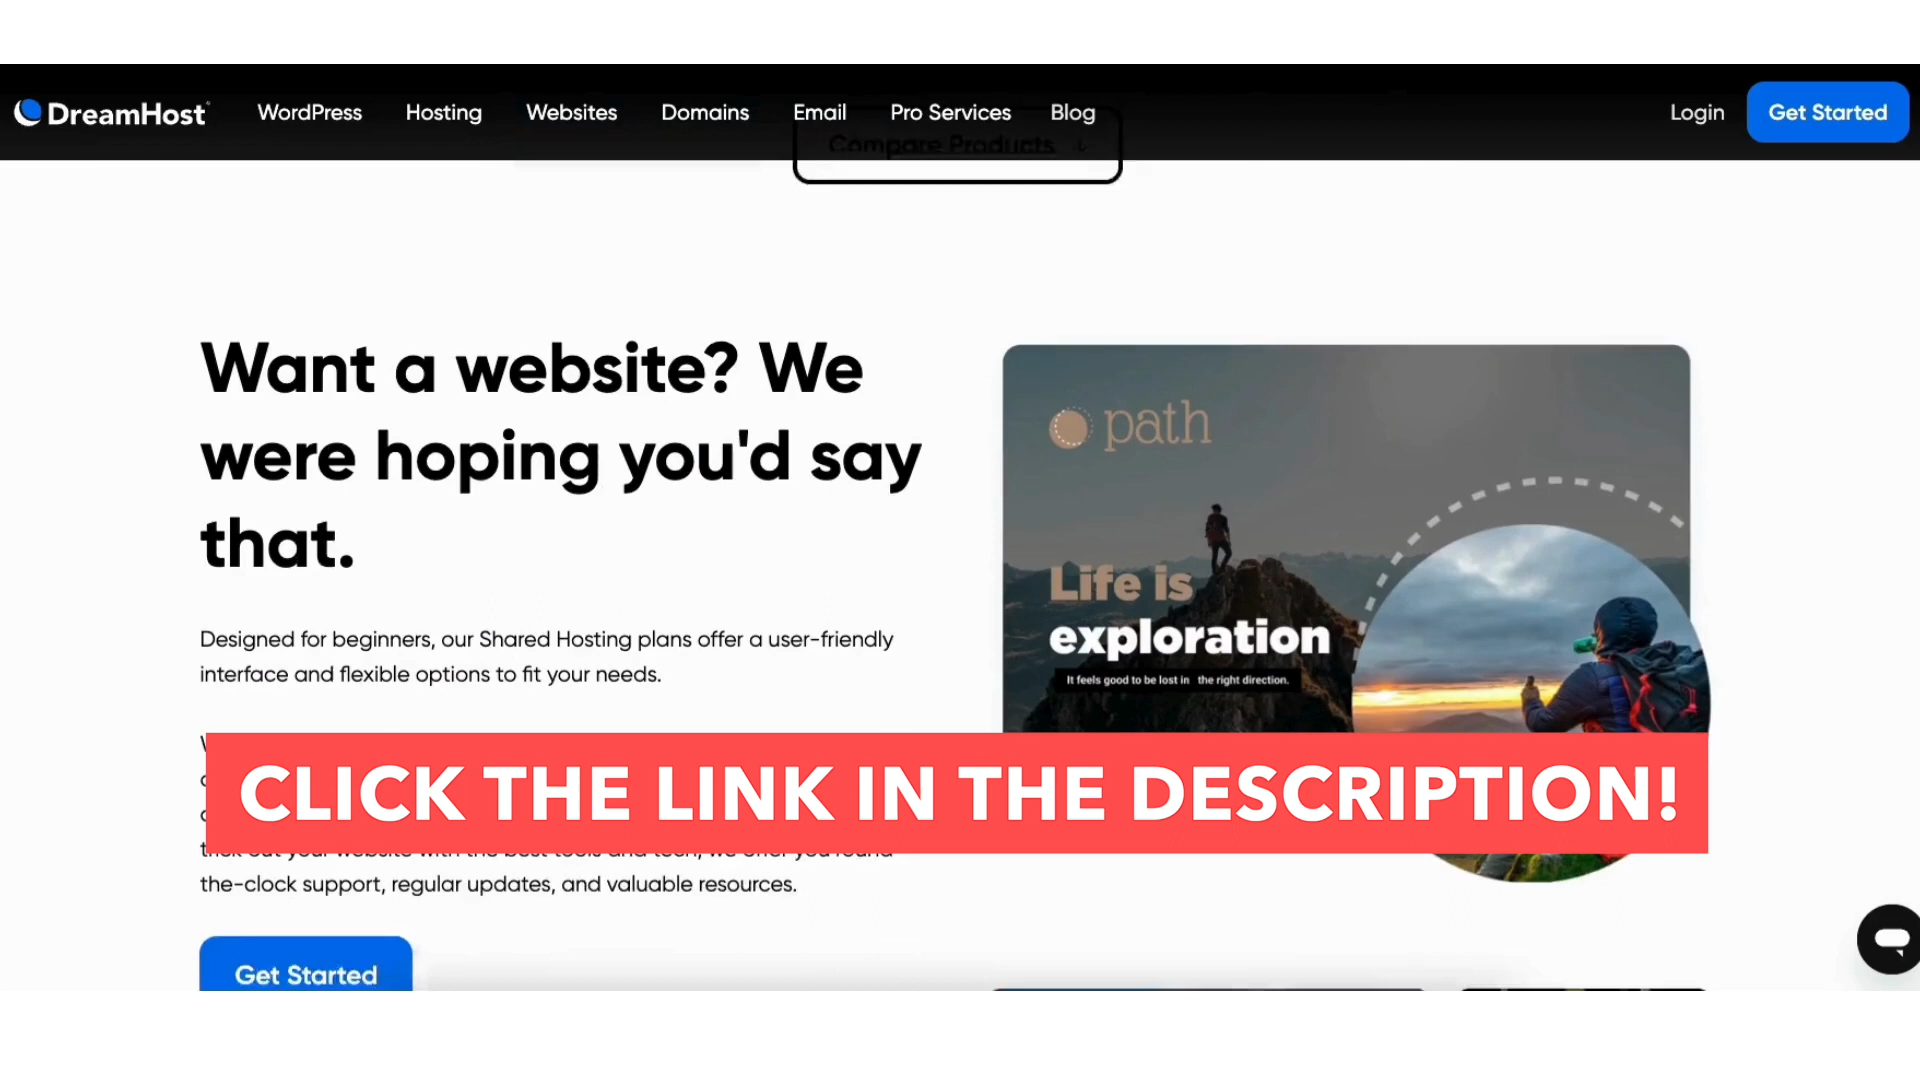 DreamHost
WordPress
Hosting
Websites
Domains
Email
Pro Services
Blog
Login
Get Started
Compare Products
Want a website? We
were hoping you'd say
that.
path
Life is
exploration
It feels good to be lost in the right direction.
Designed for beginners, our Shared Hosting plans offer a user-friendly
interface and flexible options to fit your needs.
CLICK THE LINK IN THE DESCRIPTION!
the-clock support, regular updates, and valuable resources.
Get Started